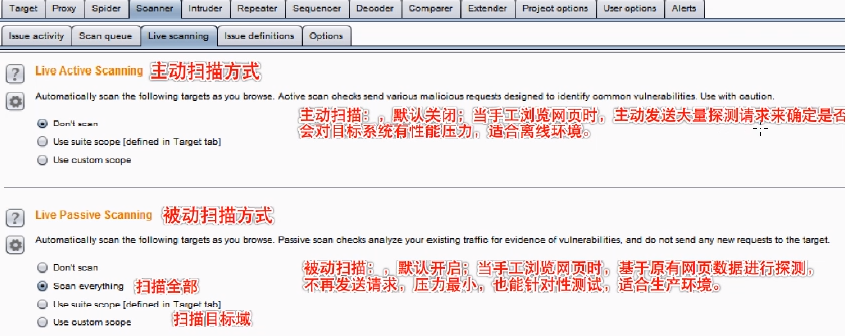 Target Proxy Spider Scanner Intruder Repeater Sequencer Decoder Comparer Extender Project options User options Alerts
Issue activity Scan queue Live scanning Issue definitions Options
? Live Active Scanning 主动扫描方式
Automatically scan the following targets as you browse. Active scan checks send various malicious requests designed to identify common vulnerabilities. Use with caution.
主动扫描：，默认关闭；当手工浏览网页时，主动发送大量探测请求来确定是否
会对目标系统有性能压力，适合离线环境。
Don't scan
Use suite scope [defined in Target tab]
Use custom scope
? Live Passive Scanning 被动扫描方式
Automatically scan the following targets as you browse. Passive scan checks analyze your existing traffic for evidence of vulnerabilities, and do not send any new requests to the target.
被动扫描：，默认开启；当手工浏览网页时，基于原有网页数据进行探测，
不再发送请求，压力最小，也能针对性测试，适合生产环境。
Don't scan
Scan everything 扫描全部
Use suite scope [defined in Target tab]
Use custom scope 扫描目标域